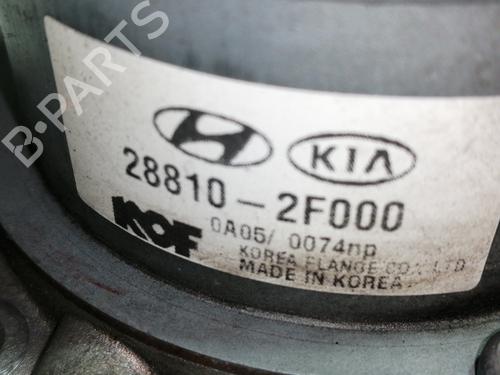 B-PARTS
KIA
28810-2F000
KOF
0A05/ 0074np
KOREA FLANGE CO., LTD
MADE IN KOREA